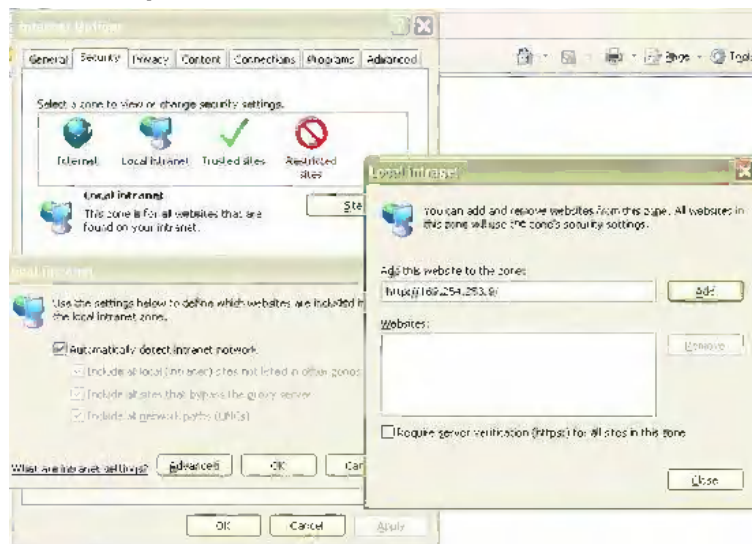 Internet Options
General Security Privacy Content Connections Programs Advanced
Page Tools
Select a zone to view or change security settings.
Internet Local intranet Trusted sites Restricted sites
Local intranet
This zone is for all websites that are found on your intranet.
Site
Local intranet
You can add and remove websites from this zone. All websites in
this zone will use the zone's security settings.
Add this website to the zone:
http://169.254.253.9/ Add
Websites:
Remove
Require server verification (https:) for all sites in this zone
Close
Local intranet
Use the settings below to define which websites are included in
the local intranet zone.
Automatically detect intranet network
Include all local (intranet) sites not listed in other zones
Include all sites that bypass the proxy server
Include all network paths (UNCs)
What are intranet settings? Advanced OK Can
OK Cancel Apply